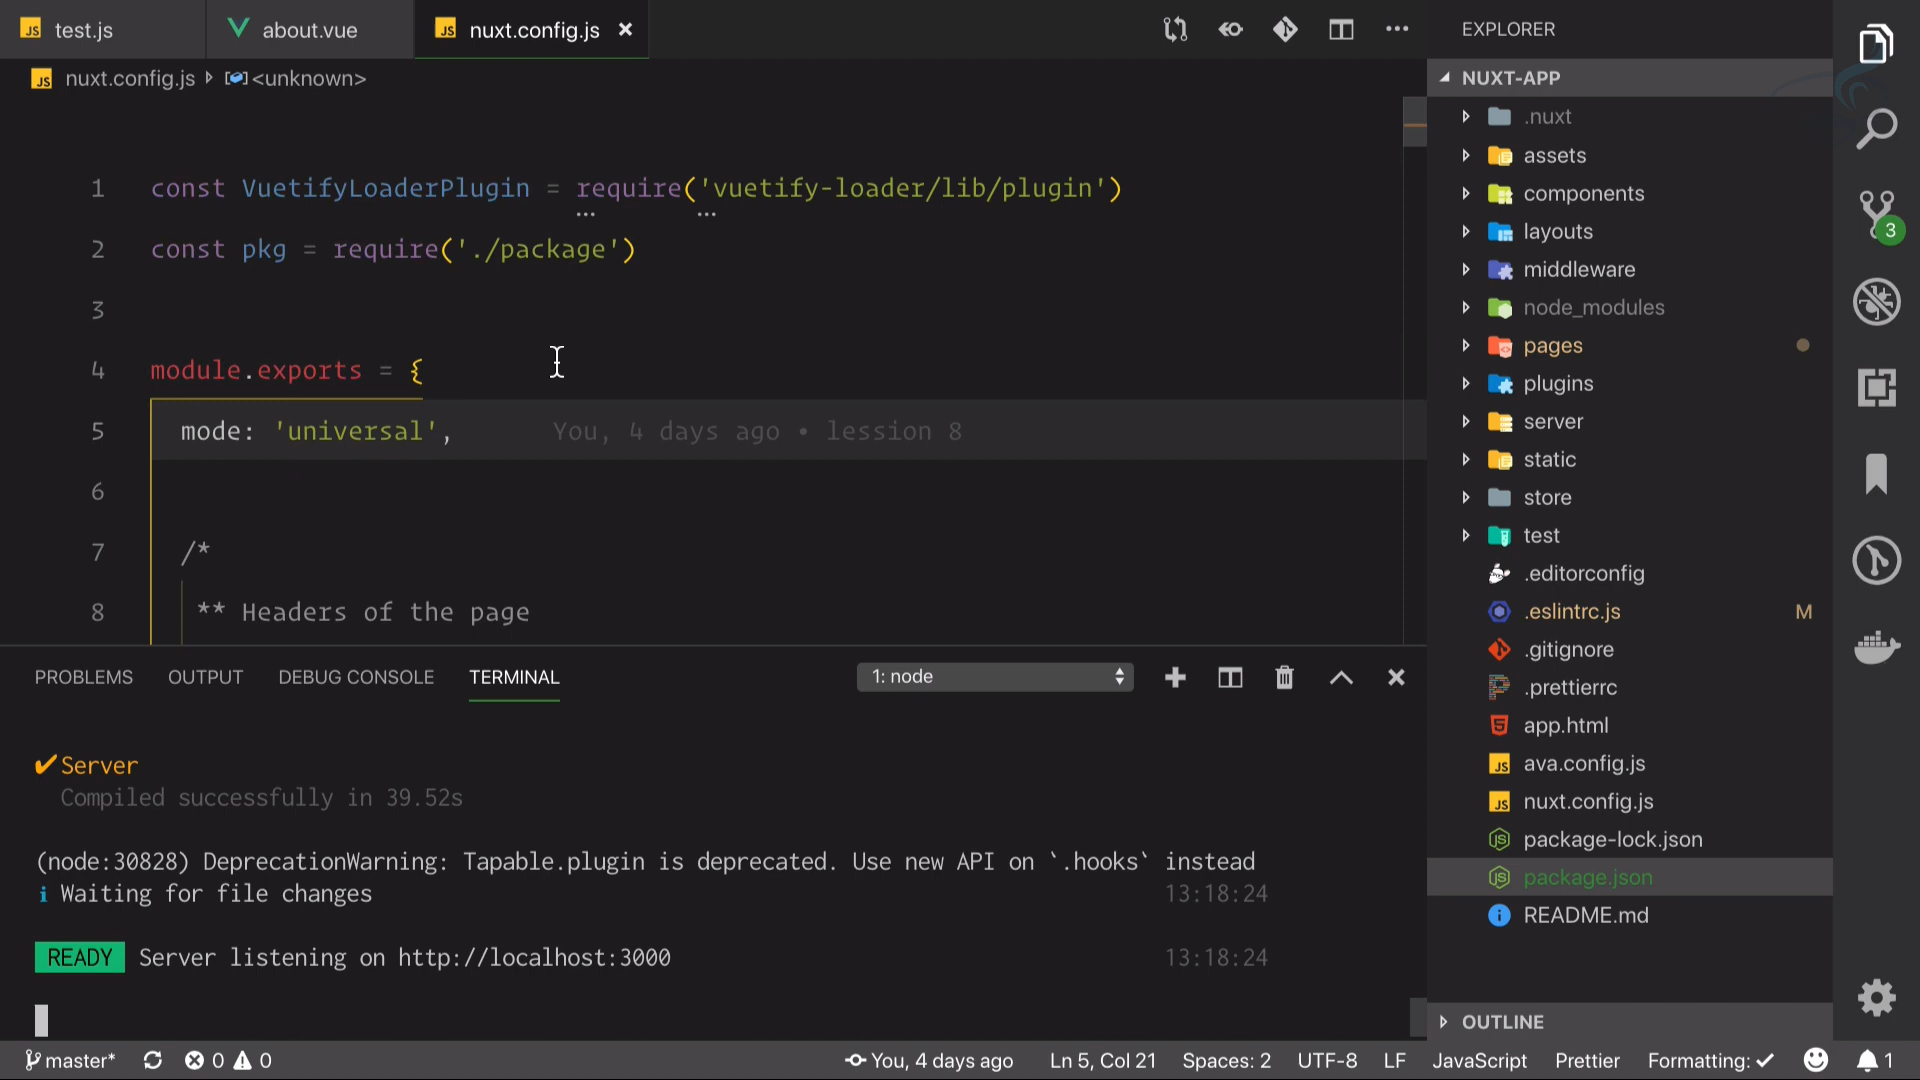 test.js
about.vue
nuxt.config.js
EXPLORER
nuxt.config.js
<unknown>
NUXT-APP
1 const VuetifyLoaderPlugin = require('vuetify-loader/lib/plugin')
2 const pkg = require('./package')
3
4 module.exports = {
5 mode: 'universal', You, 4 days ago • lession 8
6
7 /*
8 ** Headers of the page
.nuxt
assets
components
layouts
middleware
node_modules
pages
plugins
server
static
store
test
.editorconfig
.eslintrc.js M
.gitignore
.prettierrc
app.html
ava.config.js
nuxt.config.js
package-lock.json
package.json
README.md
OUTLINE
3
PROBLEMS OUTPUT DEBUG CONSOLE TERMINAL 1: node
✔Server
Compiled successfully in 39.52s
(node:30828) DeprecationWarning: Tapable.plugin is deprecated. Use new API on `.hooks` instead
i Waiting for file changes 13:18:24
READY Server listening on http://localhost:3000 13:18:24
master* 0 0 You, 4 days ago Ln 5, Col 21 Spaces: 2 UTF-8 LF JavaScript Prettier Formatting: ✓ 1